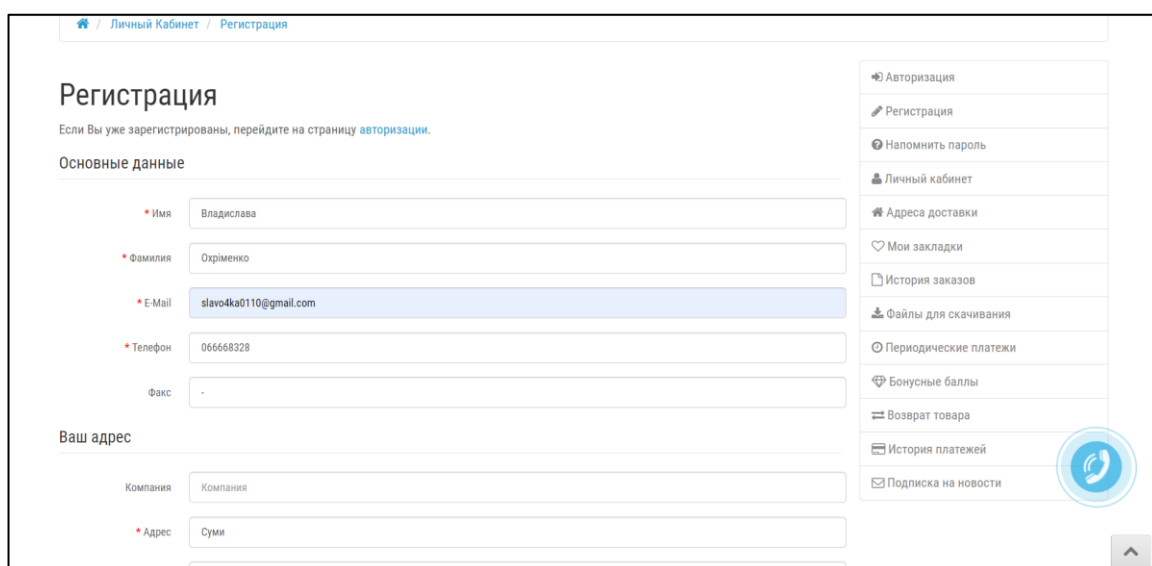 / Личный Кабинет / Регистрация
Регистрация
Если Вы уже зарегистрированы, перейдите на страницу авторизации.
Основные данные
* Имя Владислава
* Фамилия Охріменко
* E-Mail slavo4ka0110@gmail.com
* Телефон 066668328
Факс -
Ваш адрес
Компания Компания
* Адрес Суми
Авторизация
Регистрация
Напомнить пароль
Личный кабинет
Адреса доставки
Мои закладки
История заказов
Файлы для скачивания
Периодические платежи
Бонусные баллы
Возврат товара
История платежей
Подписка на новости